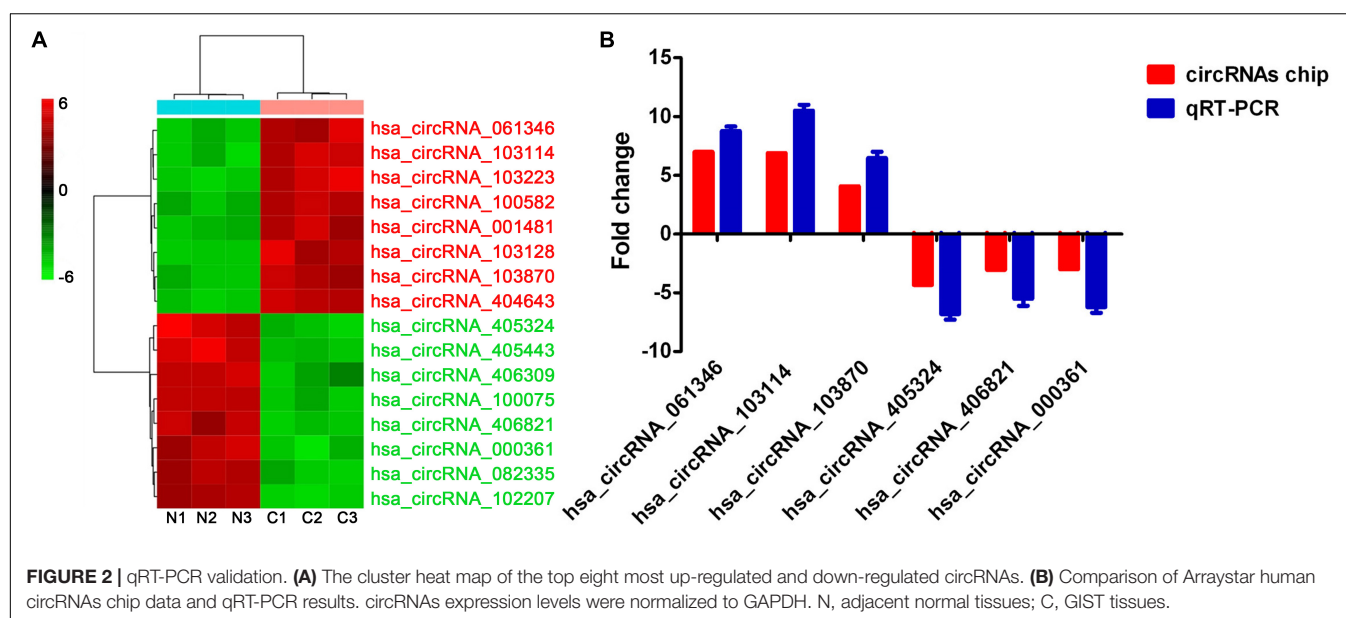 A
6
0
-6
hsa_circRNA_061346
hsa_circRNA_103114
hsa_circRNA_103223
hsa_circRNA_100582
hsa_circRNA_001481
hsa_circRNA_103128
hsa_circRNA_103870
hsa_circRNA_404643
hsa_circRNA_405324
hsa_circRNA_405443
hsa_circRNA_406309
hsa_circRNA_100075
hsa_circRNA_406821
hsa_circRNA_000361
hsa_circRNA_082335
hsa_circRNA_102207
N1 N2 N3 C1 C2 C3
B
Fold change
15
10
5
0
-5
-10
circRNAs chip
qRT-PCR
hsa_circRNA_061346
hsa_circRNA_103114
hsa_circRNA_103870
hsa_circRNA_405324
hsa_circRNA_406821
hsa_circRNA_000361
FIGURE 2 | qRT-PCR validation. (A) The cluster heat map of the top eight most up-regulated and down-regulated circRNAs. (B) Comparison of Arraystar human
circRNAs chip data and qRT-PCR results. circRNAs expression levels were normalized to GAPDH. N, adjacent normal tissues; C, GIST tissues.